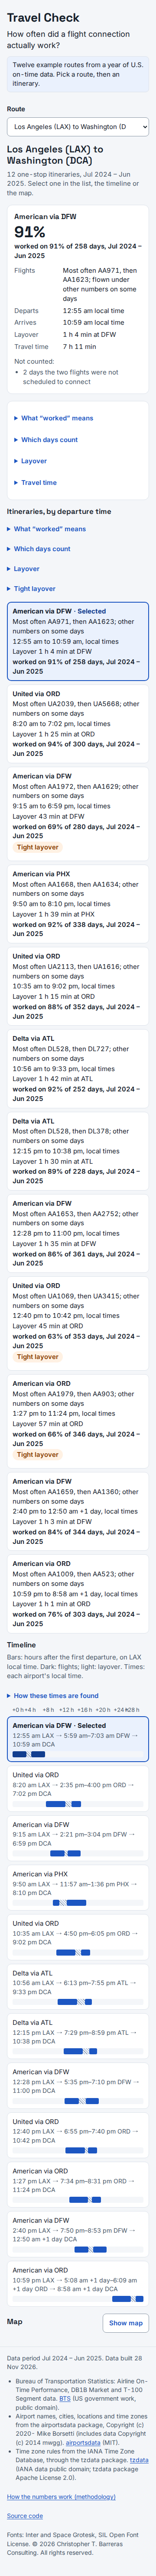 Travel Check
How often did a flight connection
actually work?
Twelve example routes from a year of U.S.
on-time data. Pick a route, then an
itinerary.
Route
Los Angeles (LAX) to Washington (D
Los Angeles (LAX) to
Washington (DCA)
12 one-stop itineraries, Jul 2024 – Jun
2025. Select one in the list, the timeline or
the map.
American via DFW
91%
worked on 91% of 258 days, Jul 2024 –
Jun 2025
Flights Most often AA971, then
AA1623; flown under
other numbers on some
days
Departs 12:55 am local time
Arrives 10:59 am local time
Layover 1 h 4 min at DFW
Travel time 7 h 11 min
Not counted:
• 2 days the two flights were not
scheduled to connect
▸ What “worked” means
▸ Which days count
▸ Layover
▸ Travel time
Itineraries, by departure time
▸ What “worked” means
▸ Which days count
▸ Layover
▸ Tight layover
American via DFW · Selected
Most often AA971, then AA1623; other
numbers on some days
12:55 am to 10:59 am, local times
Layover 1 h 4 min at DFW
worked on 91% of 258 days, Jul 2024 –
Jun 2025
United via ORD
Most often UA2039, then UA5668; other
numbers on some days
8:20 am to 7:02 pm, local times
Layover 1 h 25 min at ORD
worked on 94% of 300 days, Jul 2024 –
Jun 2025
American via DFW
Most often AA1972, then AA1629; other
numbers on some days
9:15 am to 6:59 pm, local times
Layover 43 min at DFW
worked on 69% of 280 days, Jul 2024 –
Jun 2025
Tight layover
American via PHX
Most often AA1668, then AA1634; other
numbers on some days
9:50 am to 8:10 pm, local times
Layover 1 h 39 min at PHX
worked on 92% of 338 days, Jul 2024 –
Jun 2025
United via ORD
Most often UA2113, then UA1616; other
numbers on some days
10:35 am to 9:02 pm, local times
Layover 1 h 15 min at ORD
worked on 88% of 352 days, Jul 2024 –
Jun 2025
Delta via ATL
Most often DL528, then DL727; other
numbers on some days
10:56 am to 9:33 pm, local times
Layover 1 h 42 min at ATL
worked on 92% of 252 days, Jul 2024 –
Jun 2025
Delta via ATL
Most often DL528, then DL378; other
numbers on some days
12:15 pm to 10:38 pm, local times
Layover 1 h 30 min at ATL
worked on 89% of 228 days, Jul 2024 –
Jun 2025
American via DFW
Most often AA1653, then AA2752; other
numbers on some days
12:28 pm to 11:00 pm, local times
Layover 1 h 35 min at DFW
worked on 86% of 361 days, Jul 2024 –
Jun 2025
United via ORD
Most often UA1069, then UA3415; other
numbers on some days
12:40 pm to 10:42 pm, local times
Layover 45 min at ORD
worked on 63% of 353 days, Jul 2024 –
Jun 2025
Tight layover
American via ORD
Most often AA1979, then AA903; other
numbers on some days
1:27 pm to 11:24 pm, local times
Layover 57 min at ORD
worked on 66% of 346 days, Jul 2024 –
Jun 2025
Tight layover
American via DFW
Most often AA1659, then AA1360; other
numbers on some days
2:40 pm to 12:50 am +1 day, local times
Layover 1 h 3 min at DFW
worked on 84% of 344 days, Jul 2024 –
Jun 2025
American via ORD
Most often AA1009, then AA523; other
numbers on some days
10:59 pm to 8:58 am +1 day, local times
Layover 1 h 1 min at ORD
worked on 76% of 303 days, Jul 2024 –
Jun 2025
Timeline
Bars: hours after the first departure, on LAX
local time. Dark: flights; light: layover. Times:
each airport's local time.
▸ How these times are found
+0 h +4 h +8 h +12 h +16 h +20 h +24 h +28 h
American via DFW · Selected
12:55 am LAX → 5:59 am–7:03 am DFW →
10:59 am DCA
United via ORD
8:20 am LAX → 2:35 pm–4:00 pm ORD →
7:02 pm DCA
American via DFW
9:15 am LAX → 2:21 pm–3:04 pm DFW →
6:59 pm DCA
American via PHX
9:50 am LAX → 11:57 am–1:36 pm PHX →
8:10 pm DCA
United via ORD
10:35 am LAX → 4:50 pm–6:05 pm ORD →
9:02 pm DCA
Delta via ATL
10:56 am LAX → 6:13 pm–7:55 pm ATL →
9:33 pm DCA
Delta via ATL
12:15 pm LAX → 7:29 pm–8:59 pm ATL →
10:38 pm DCA
American via DFW
12:28 pm LAX → 5:35 pm–7:10 pm DFW →
11:00 pm DCA
United via ORD
12:40 pm LAX → 6:55 pm–7:40 pm ORD →
10:42 pm DCA
American via ORD
1:27 pm LAX → 7:34 pm–8:31 pm ORD →
11:24 pm DCA
American via DFW
2:40 pm LAX → 7:50 pm–8:53 pm DFW →
12:50 am +1 day DCA
American via ORD
10:59 pm LAX → 5:08 am +1 day–6:09 am
+1 day ORD → 8:58 am +1 day DCA
Map
Show map
Data period Jul 2024 – Jun 2025. Data built 28
Nov 2026.
• Bureau of Transportation Statistics: Airline On-
Time Performance, DB1B Market and T-100
Segment data. BTS (US government work,
public domain).
• Airport names, cities, locations and time zones
from the airportsdata package, Copyright (c)
2020- Mike Borsetti (includes data Copyright
(c) 2014 mwgg). airportsdata (MIT).
• Time zone rules from the IANA Time Zone
Database, through the tzdata package. tzdata
(IANA data public domain; tzdata package
Apache License 2.0).
How the numbers work (methodology)
Source code
Fonts: Inter and Space Grotesk, SIL Open Font
License. © 2026 Christopher T. Barreras
Consulting. All rights reserved.